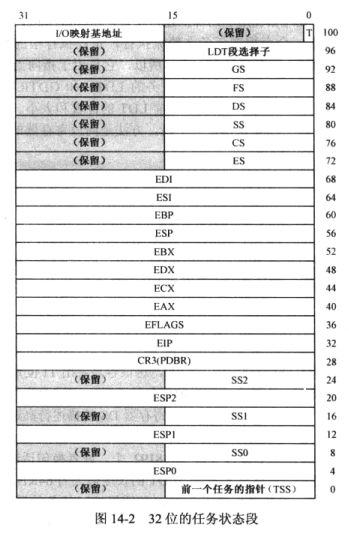 31 15 0
I/O映射基地址 (保留) T 100
(保留) LDT段选择子 96
(保留) GS 92
(保留) FS 88
(保留) DS 84
(保留) SS 80
(保留) CS 76
(保留) ES 72
EDI 68
ESI 64
EBP 60
ESP 56
EBX 52
EDX 48
ECX 44
EAX 40
EFLAGS 36
EIP 32
CR3(PDBR) 28
(保留) SS2 24
ESP2 20
(保留) SS1 16
ESP1 12
(保留) SS0 8
ESP0 4
(保留) 前一个任务的指针(TSS) 0
图 14-2 32 位的任务状态段